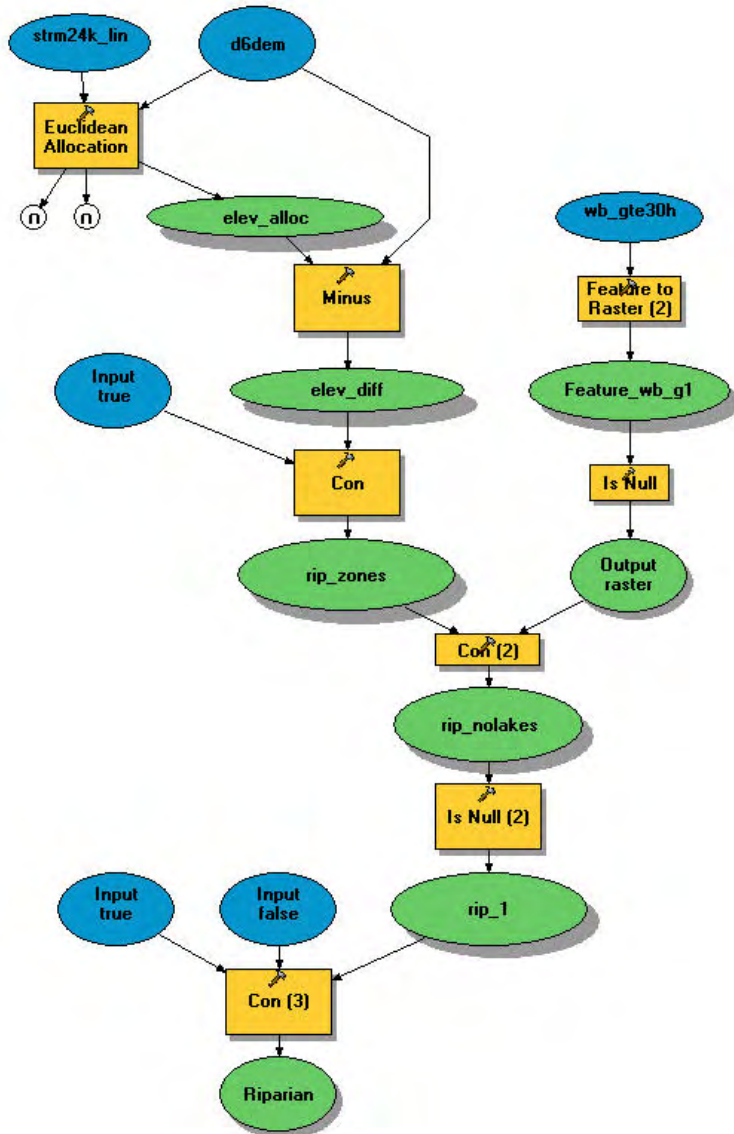 strm24k_lin
d6dem
Euclidean
Allocation
n
n
elev_alloc
wb_gte30h
Minus
Feature to
Raster (2)
Input
true
elev_diff
Feature_wb_g1
Con
Is Null
rip_zones
Output
raster
Con (2)
rip_nolakes
Is Null (2)
Input
true
Input
false
rip_1
Con (3)
Riparian